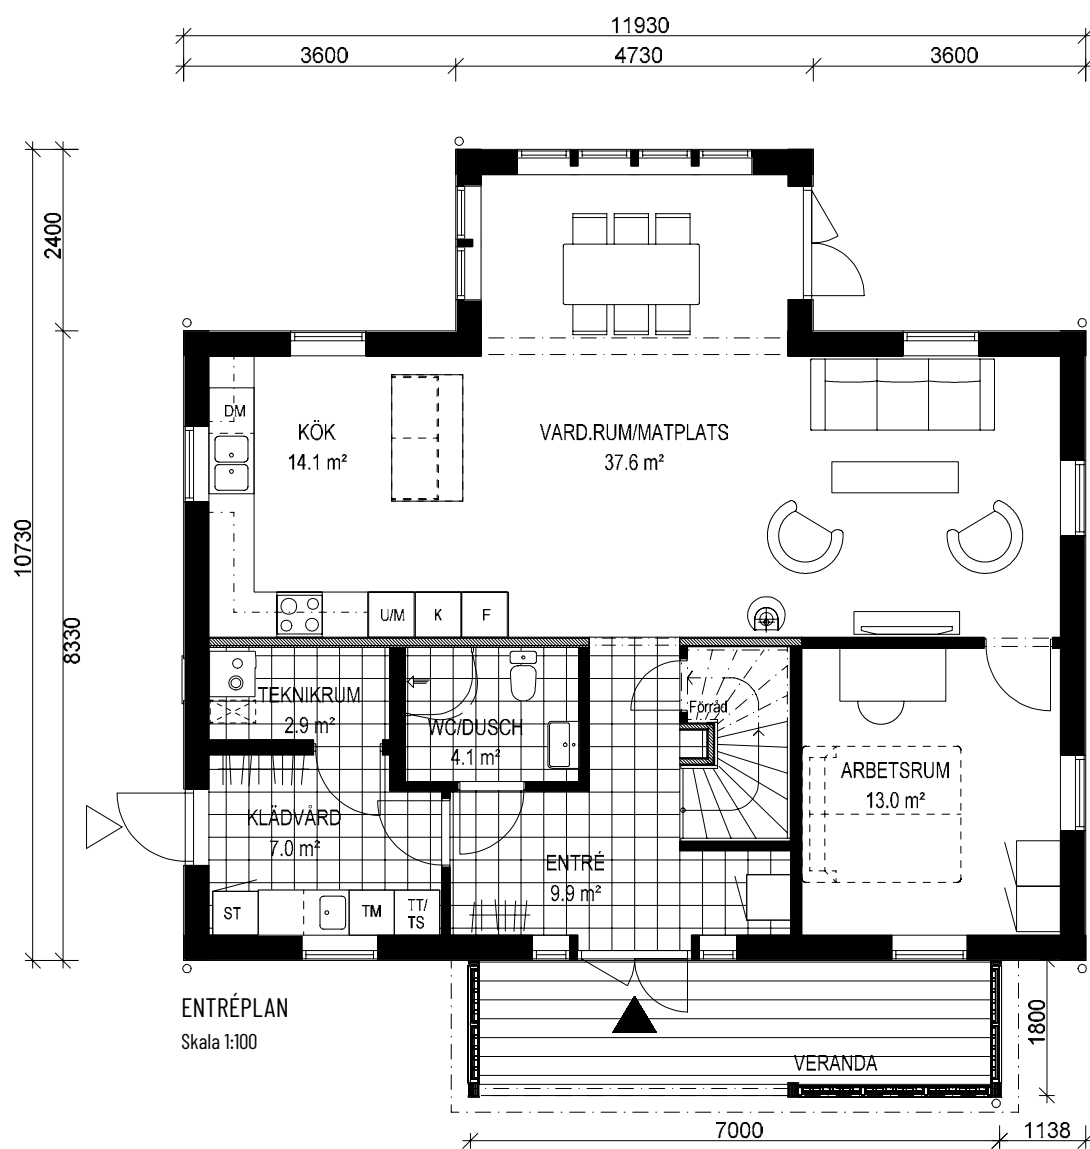 11930
3600
4730
3600
2400
10730
8330
DM
KÖK
14.1 m²
VARD.RUM/MATPLATS
37.6 m²
U/M
K
F
TEKNIKRUM
2.9 m²
WC/DUSCH
4.1 m²
Förråd
ARBETSRUM
13.0 m²
KLÄDVÅRD
7.0 m²
ENTRÉ
9.9 m²
ST
TM
TT/
TS
ENTRÉPLAN
Skala 1:100
VERANDA
1800
7000
1138